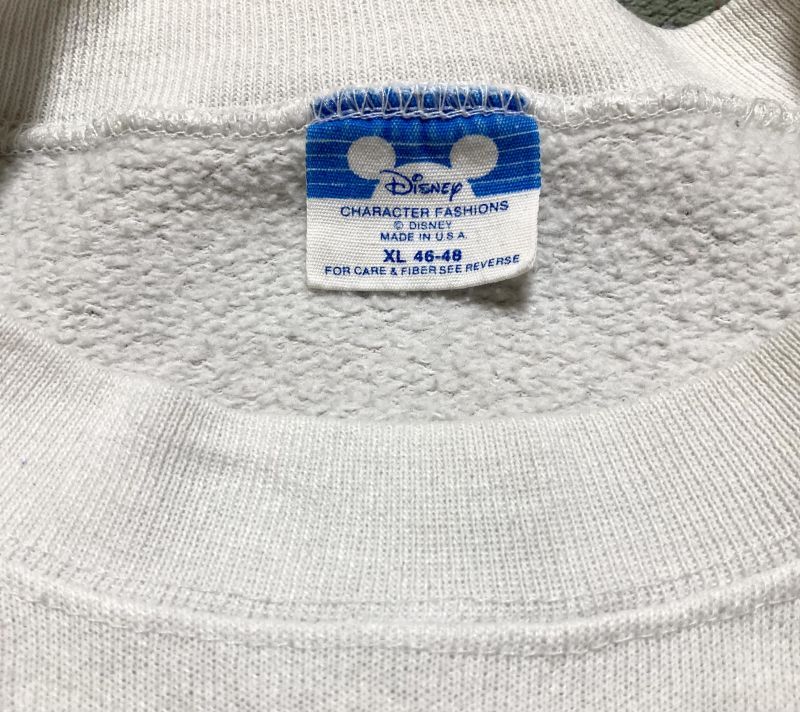 Disney
CHARACTER FASHIONS
© DISNEY
MADE IN U.S.A.
XL 46-48
FOR CARE & FIBER SEE REVERSE